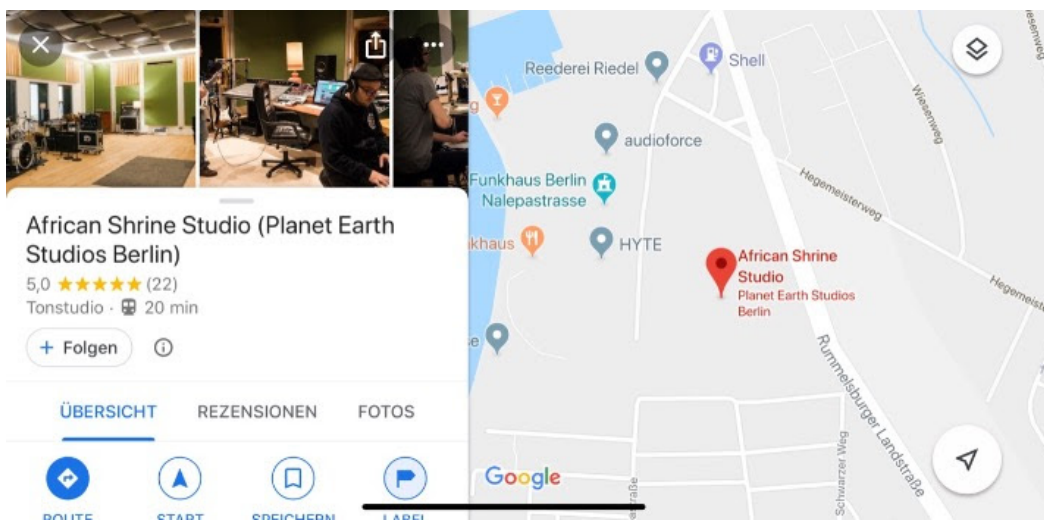 African Shrine Studio (Planet Earth
Studios Berlin)
5,0 ★★★★★ (22)
Tonstudio · 20 min
+ Folgen
ÜBERSICHT REZENSIONEN FOTOS
ROUTE START SPEICHERN LABEL
Reederei Riedel
Shell
audioforce
Funkhaus Berlin
Nalepastrasse
HYTE
African Shrine
Studio
Planet Earth Studios
Berlin
Wiesenweg
Hegemeisterweg
Rummelsburger Landstraße
Schwarzer Weg
Google